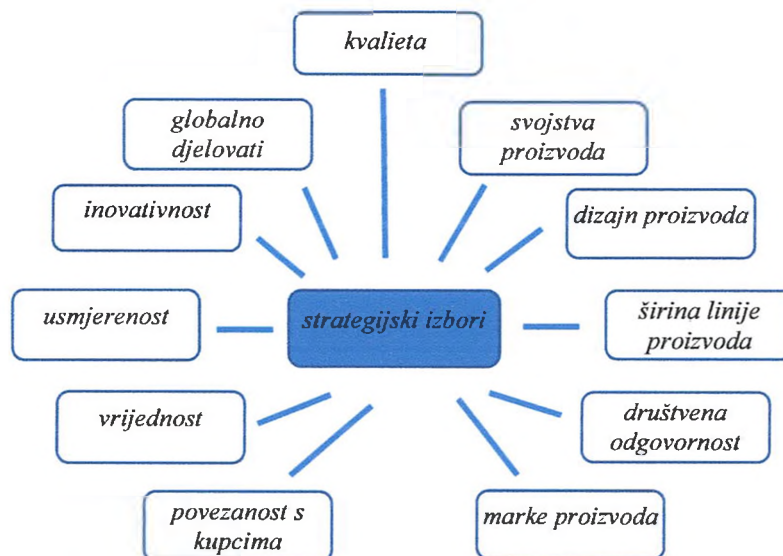 kvalieta
globalno
djelovati
svojstva
proizvoda
inovativnost
dizajn proizvoda
usmjerenost
strategijski izbori
širina linije
proizvoda
vrijednost
društvena
odgovornost
povezanost s
kupcima
marke proizvoda